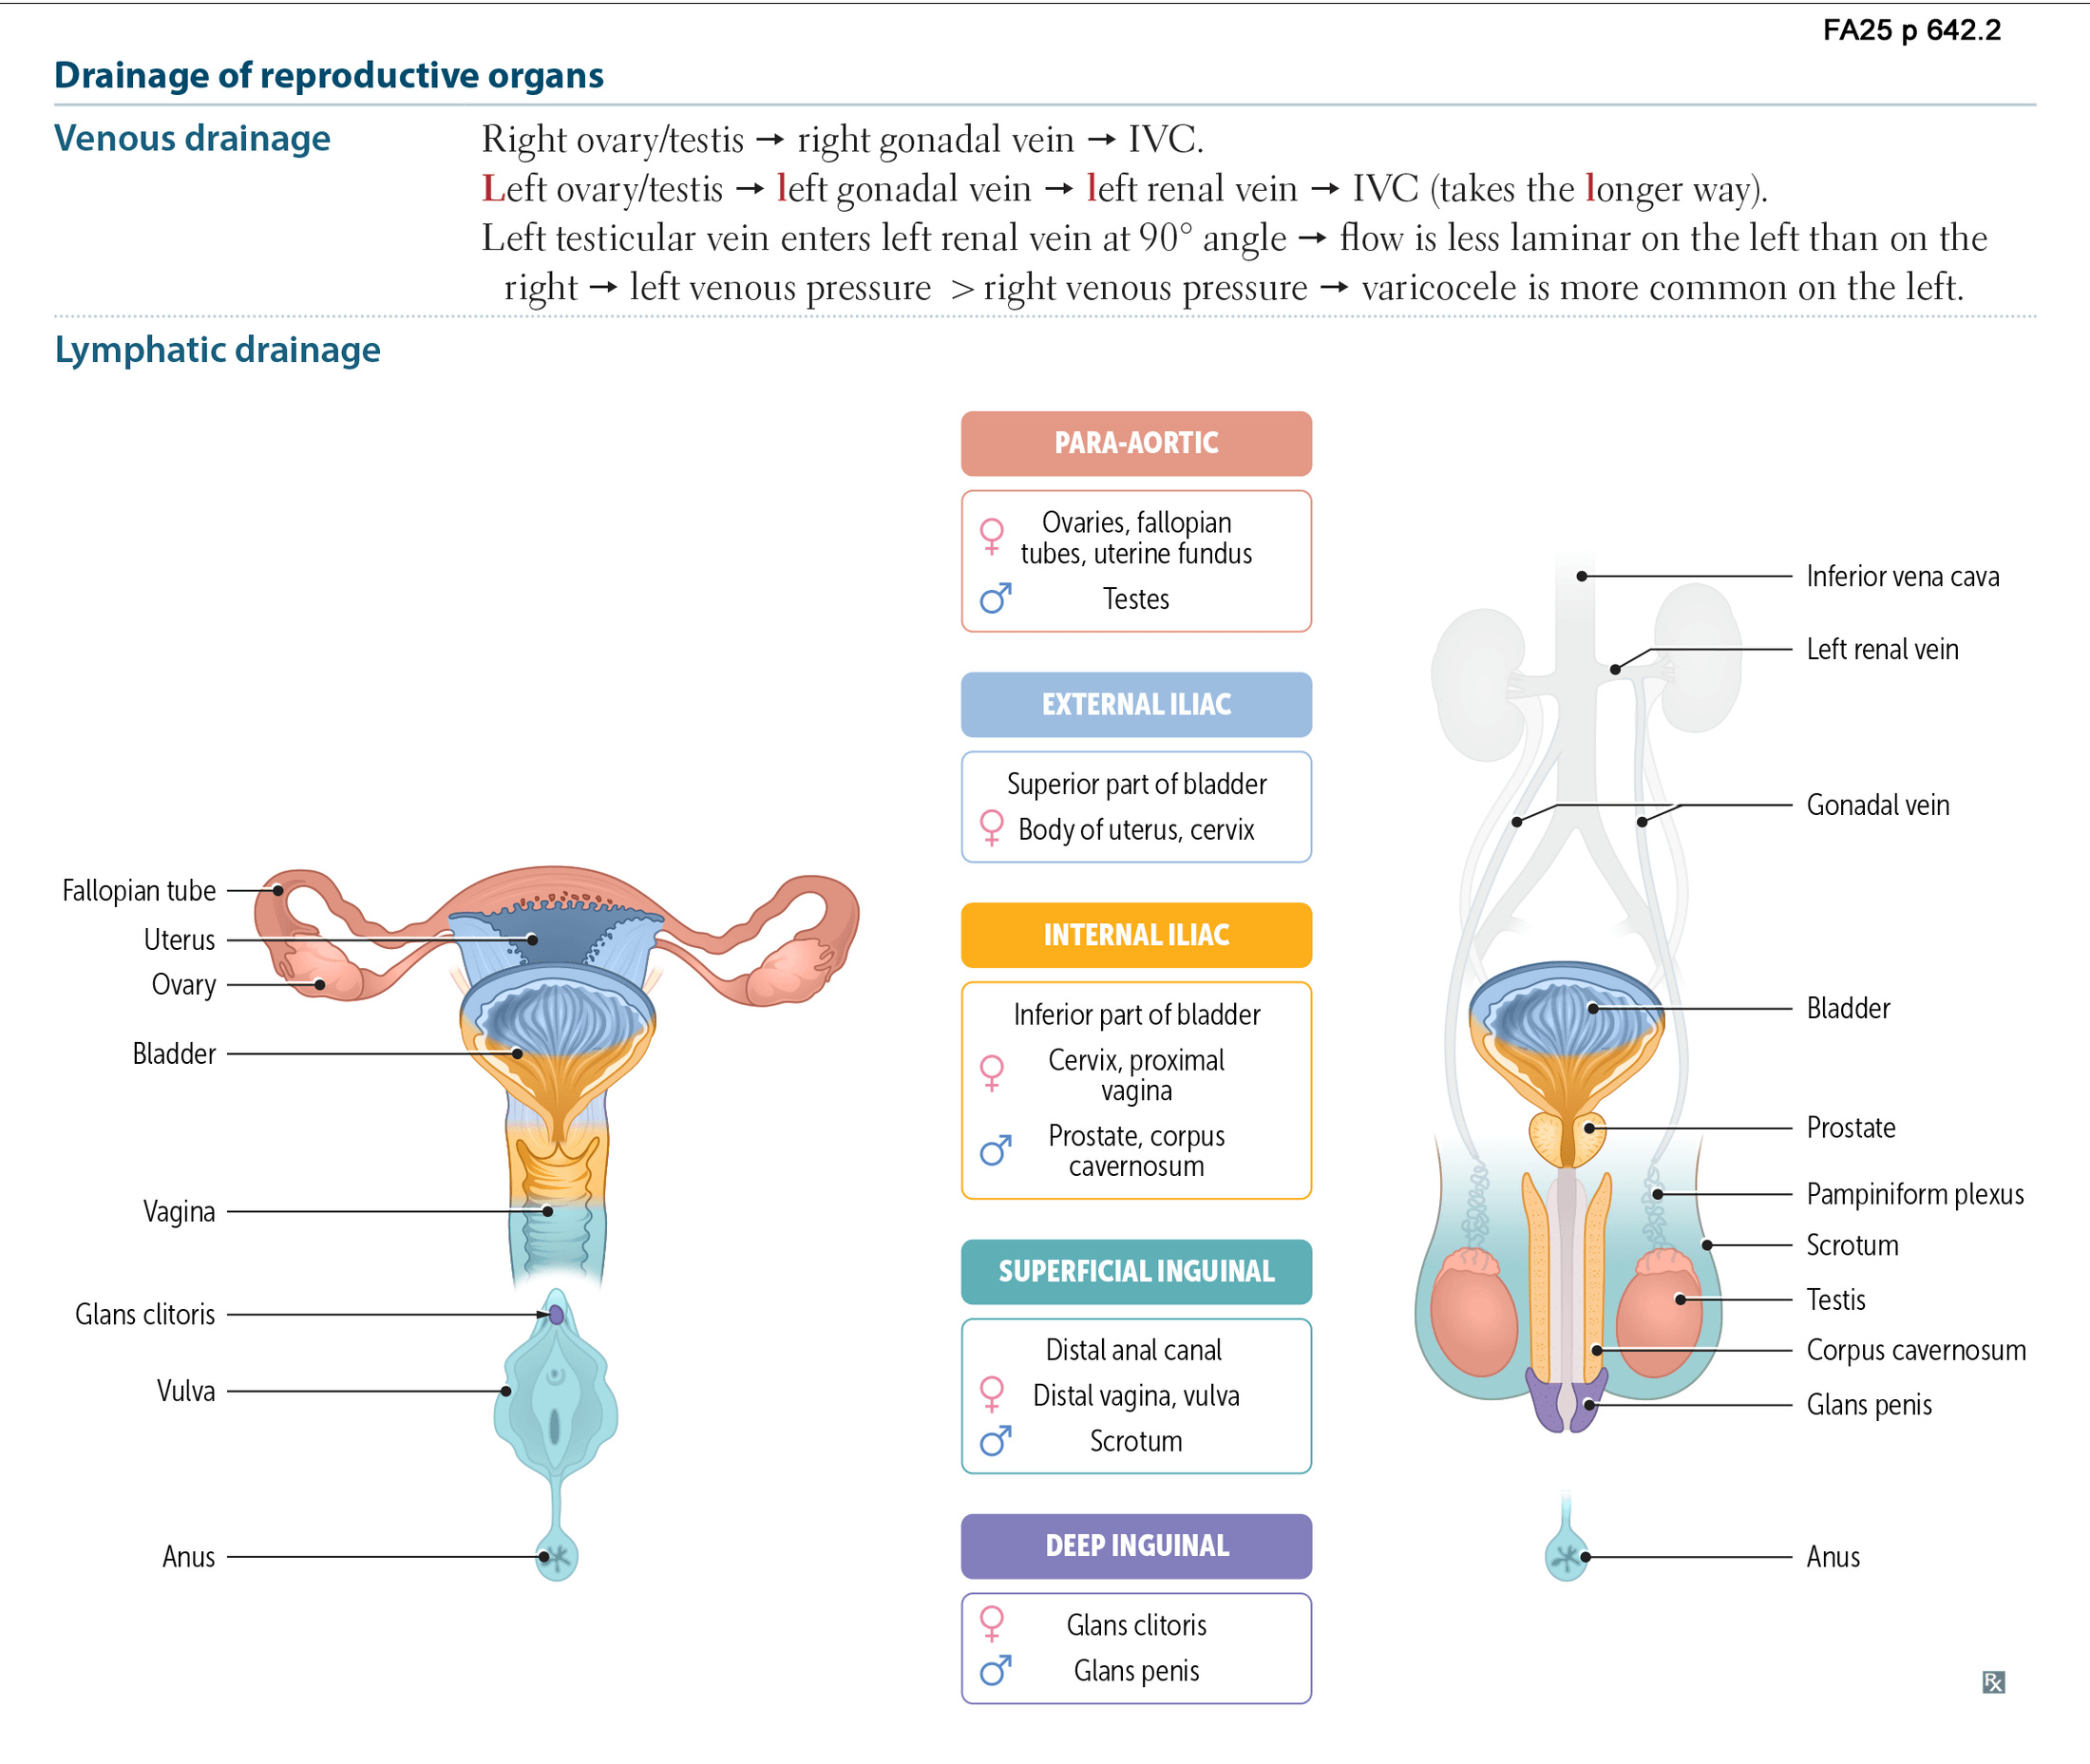 FA25 p 642.2
Drainage of reproductive organs
Venous drainage
Right ovary/testis → right gonadal vein → IVC.
Left ovary/testis → left gonadal vein → left renal vein → IVC (takes the longer way).
Left testicular vein enters left renal vein at 90° angle → flow is less laminar on the left than on the
right → left venous pressure > right venous pressure → varicocele is more common on the left.
Lymphatic drainage
Fallopian tube
Uterus
Ovary
Bladder
Vagina
Glans clitoris
Vulva
Anus
PARA-AORTIC
♀ Ovaries, fallopian
tubes, uterine fundus
♂ Testes
EXTERNAL ILIAC
Superior part of bladder
♀ Body of uterus, cervix
INTERNAL ILIAC
Inferior part of bladder
♀ Cervix, proximal
vagina
♂ Prostate, corpus
cavernosum
SUPERFICIAL INGUINAL
Distal anal canal
♀ Distal vagina, vulva
♂ Scrotum
DEEP INGUINAL
♀ Glans clitoris
♂ Glans penis
Inferior vena cava
Left renal vein
Gonadal vein
Bladder
Prostate
Pampiniform plexus
Scrotum
Testis
Corpus cavernosum
Glans penis
Anus
Rx